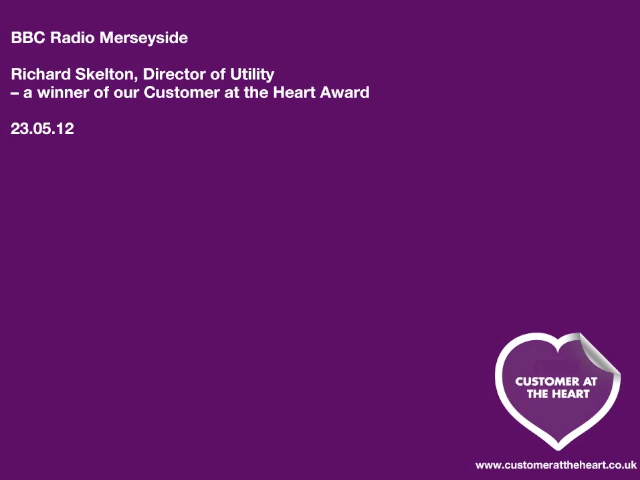 BBC Radio Merseyside
Richard Skelton, Director of Utility
– a winner of our Customer at the Heart Award
23.05.12
CUSTOMER AT
THE HEART
www.customerattheheart.co.uk